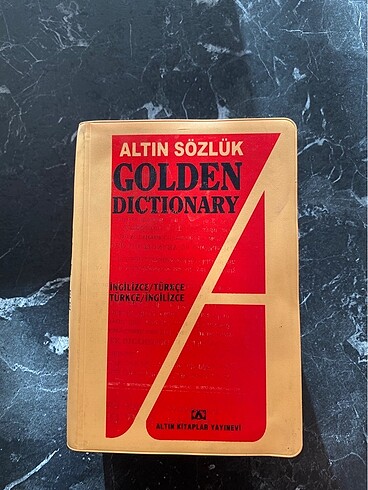 ALTIN SÖZLÜK
GOLDEN
DICTIONARY
İNGİLİZCE/TÜRKÇE
TÜRKÇE/İNGİLİZCE
ALTIN KİTAPLAR YAYINEVİ